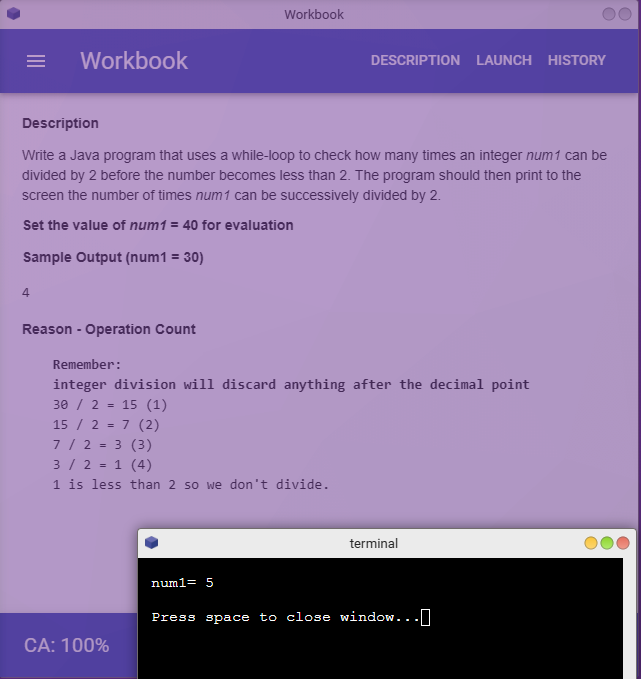 Workbook
Workbook
DESCRIPTION LAUNCH HISTORY
Description
Write a Java program that uses a while-loop to check how many times an integer num1 can be
divided by 2 before the number becomes less than 2. The program should then print to the
screen the number of times num1 can be successively divided by 2.
Set the value of num1 = 40 for evaluation
Sample Output (num1 = 30)
4
Reason - Operation Count
Remember:
integer division will discard anything after the decimal point
30 / 2 = 15 (1)
15 / 2 = 7 (2)
7 / 2 = 3 (3)
3 / 2 = 1 (4)
1 is less than 2 so we don't divide.
terminal
num1= 5
Press space to close window...
CA: 100%